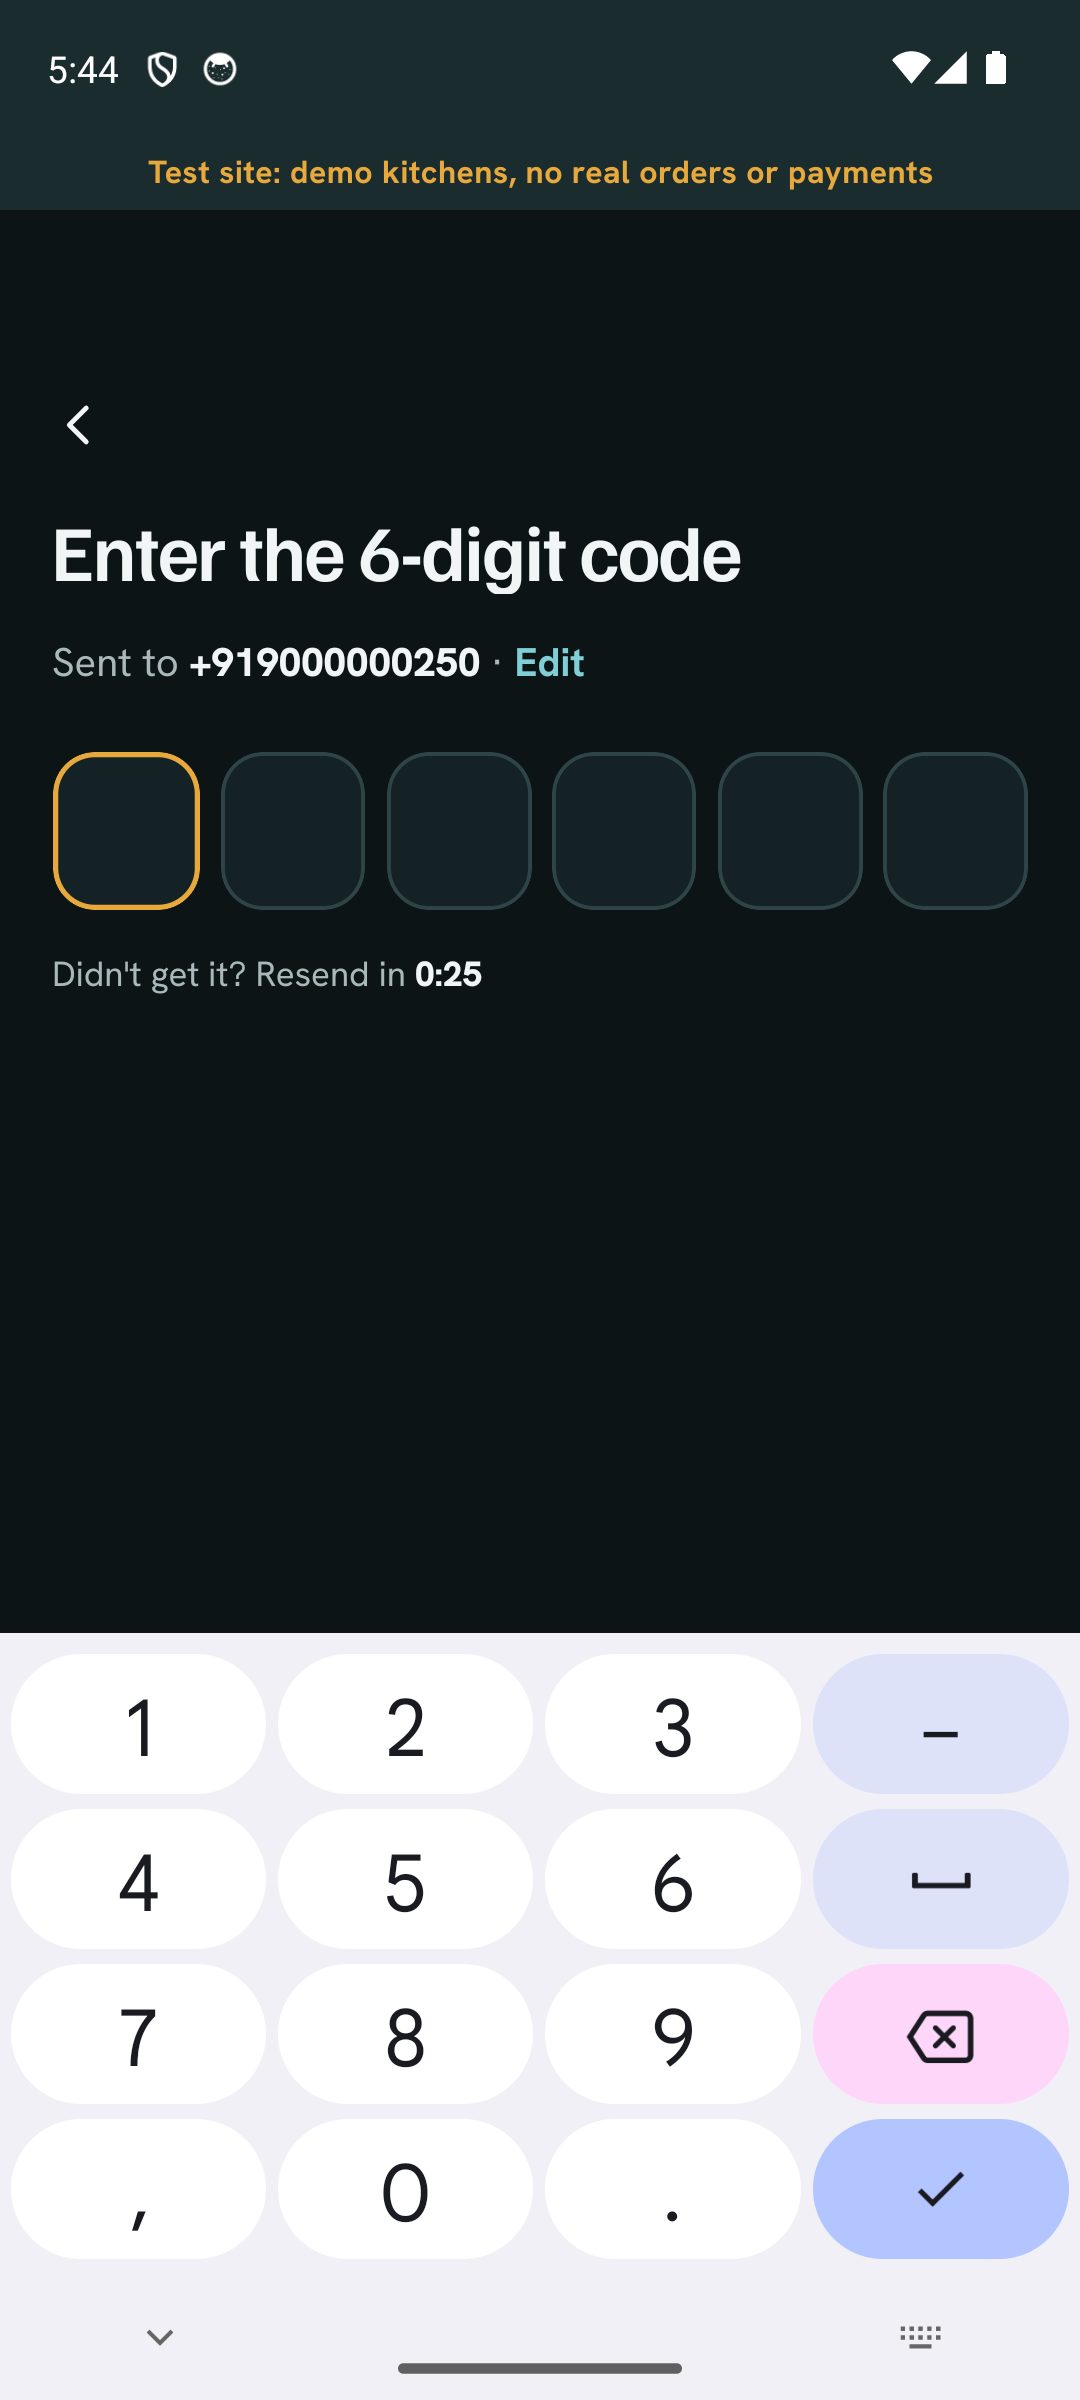 5:44
Test site: demo kitchens, no real orders or payments
Enter the 6-digit code
Sent to +919000000250 · Edit
Didn't get it? Resend in 0:25
1 2 3 –
4 5 6
7 8 9
, 0 .